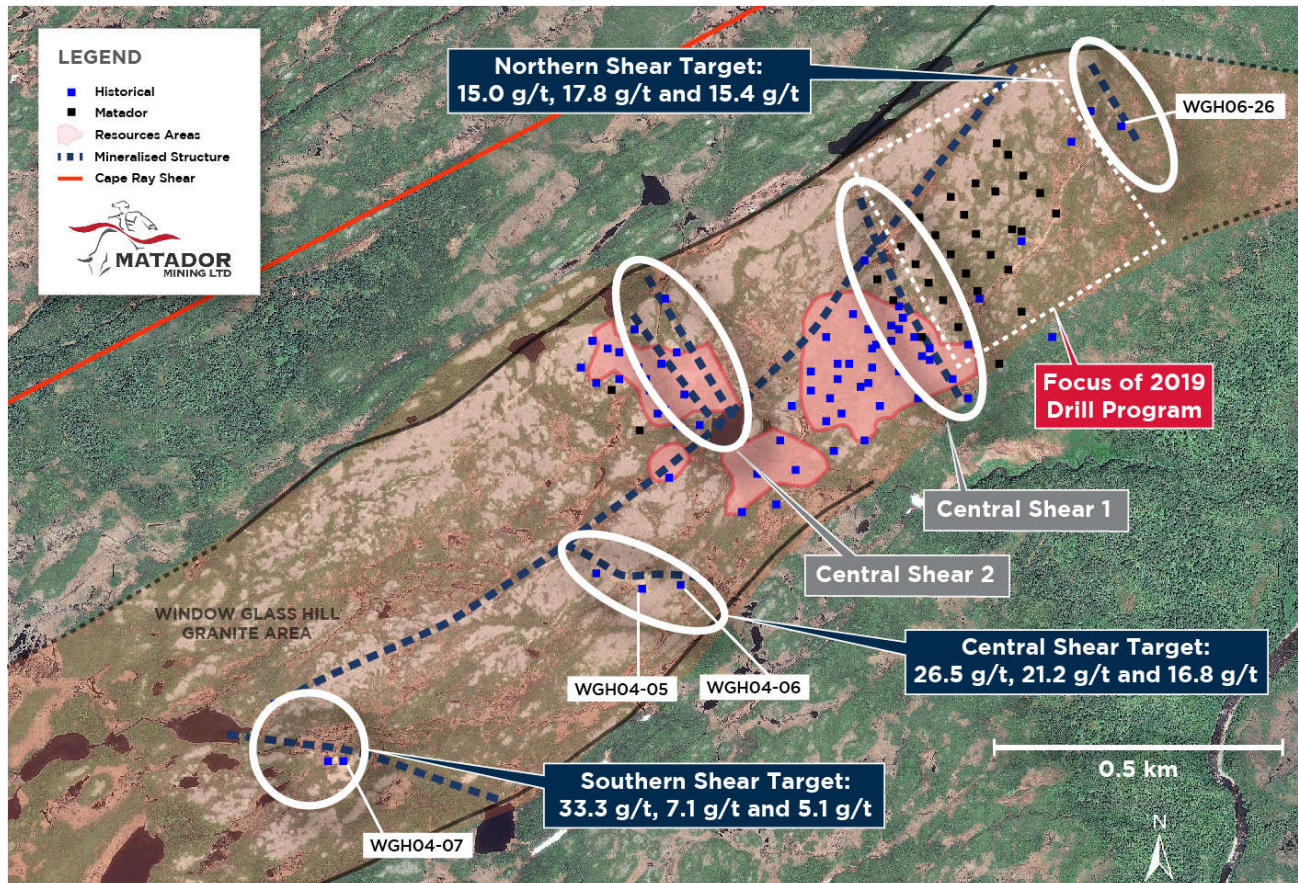 LEGEND
Historical
Matador
Resources Areas
Mineralised Structure
Cape Ray Shear
MATADOR
MINING LTD
Northern Shear Target:
15.0 g/t, 17.8 g/t and 15.4 g/t
WGH06-26
Focus of 2019
Drill Program
Central Shear 1
Central Shear 2
WINDOW GLASS HILL
GRANITE AREA
Central Shear Target:
26.5 g/t, 21.2 g/t and 16.8 g/t
WGH04-05
WGH04-06
0.5 km
Southern Shear Target:
33.3 g/t, 7.1 g/t and 5.1 g/t
WGH04-07
N